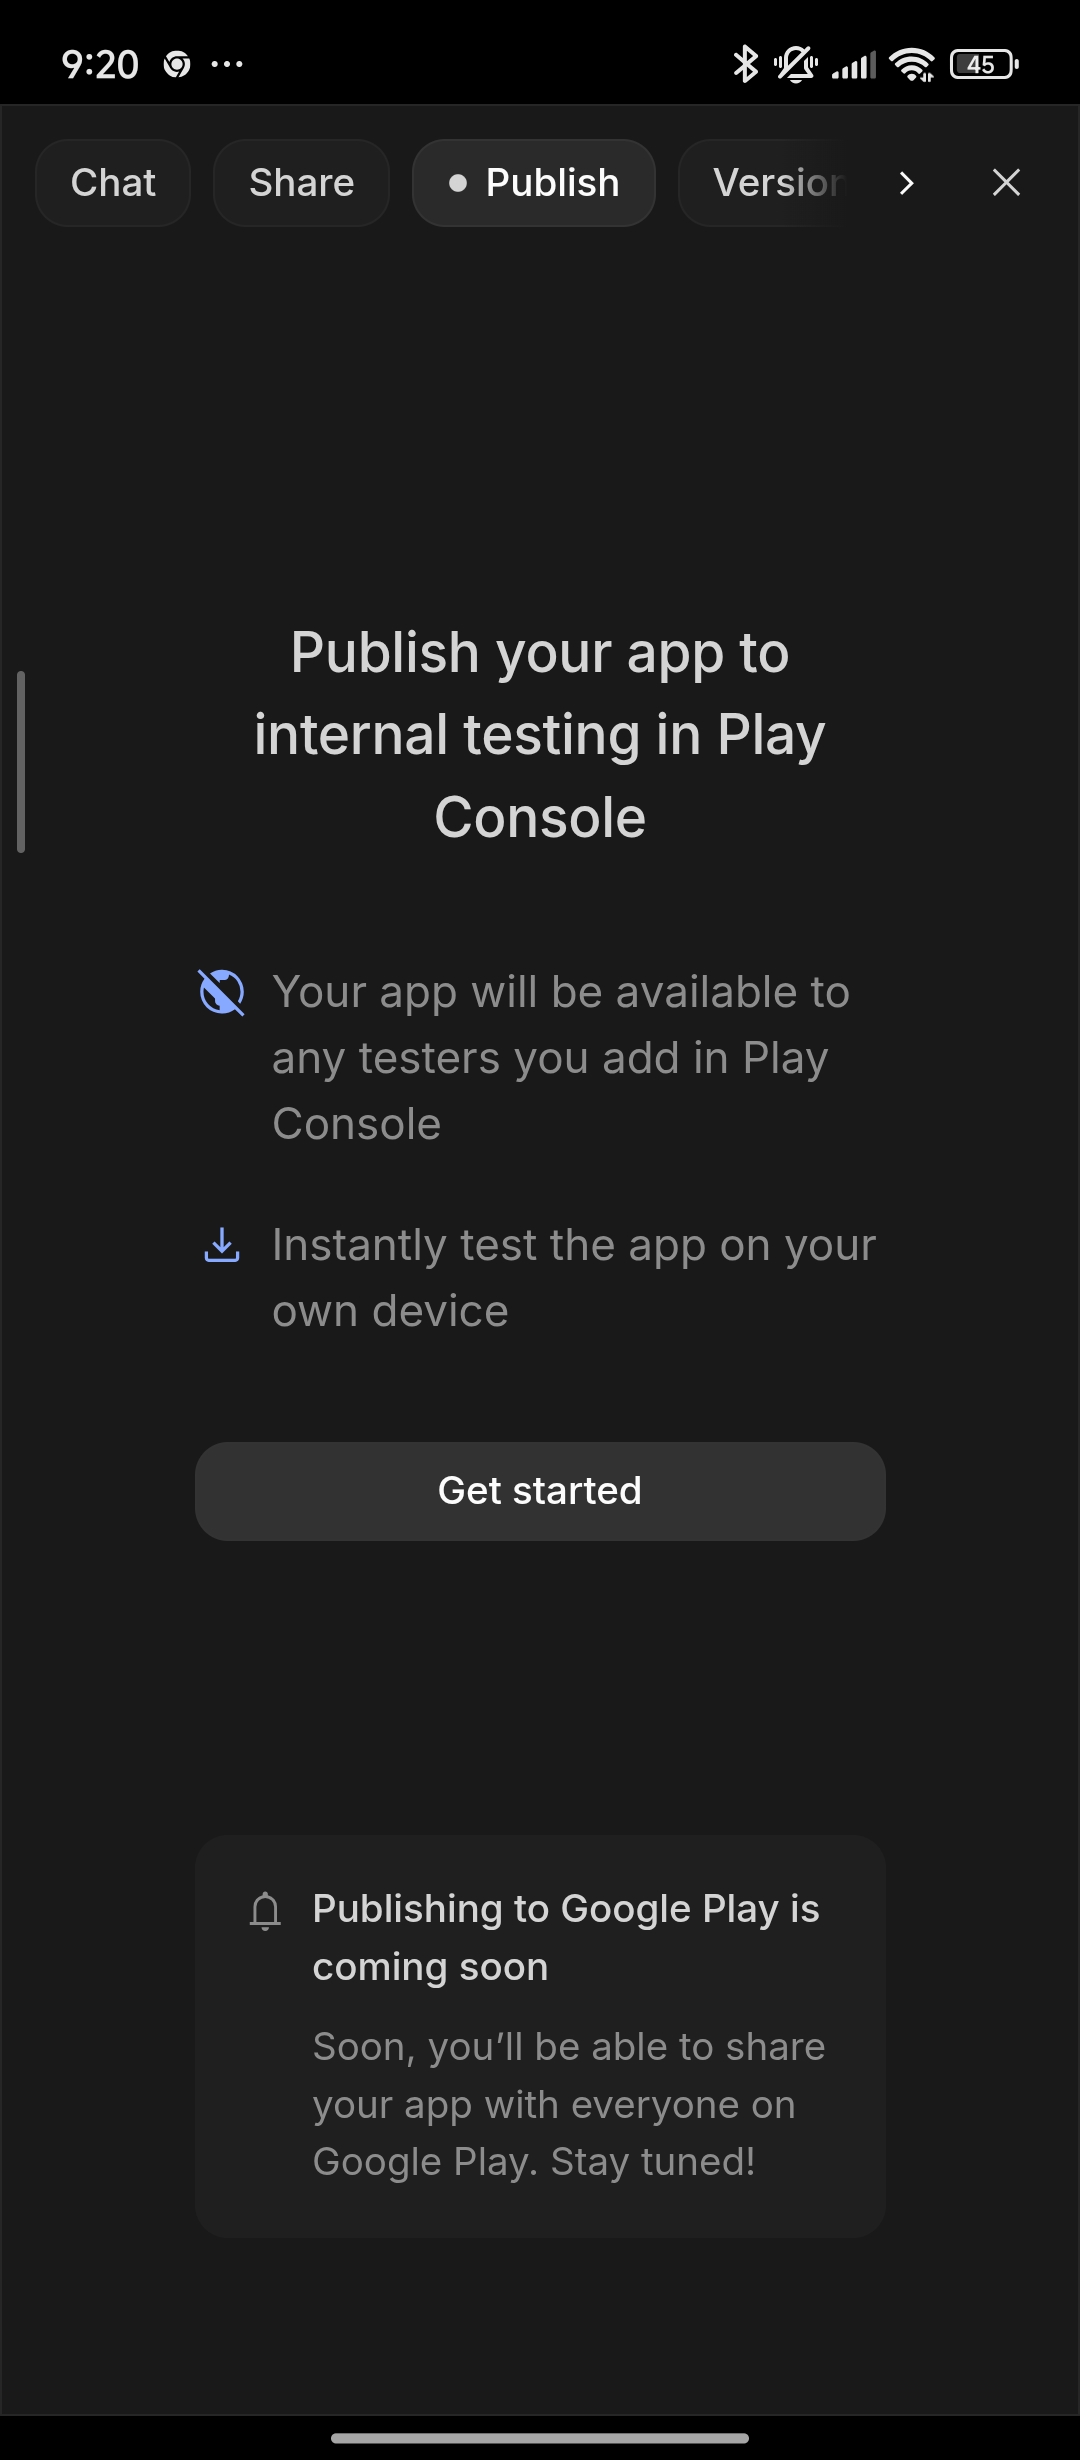 9:20
45
Chat
Share
Publish
Version
Publish your app to
internal testing in Play
Console
Your app will be available to
any testers you add in Play
Console
Instantly test the app on your
own device
Get started
Publishing to Google Play is
coming soon
Soon, you’ll be able to share
your app with everyone on
Google Play. Stay tuned!